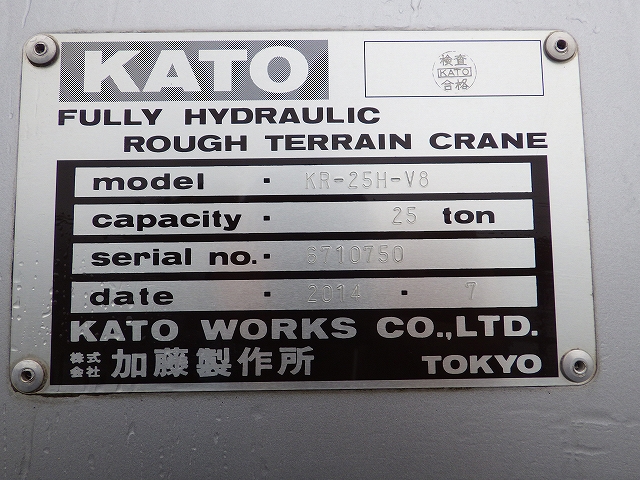 KATO
検査
KATO
合格
FULLY HYDRAULIC
ROUGH TERRAIN CRANE
model · KR-25H-V8
capacity · 25 ton
serial no. · 6710750
date · 2014 · 7
KATO WORKS CO.,LTD.
株式会社 加藤製作所 TOKYO